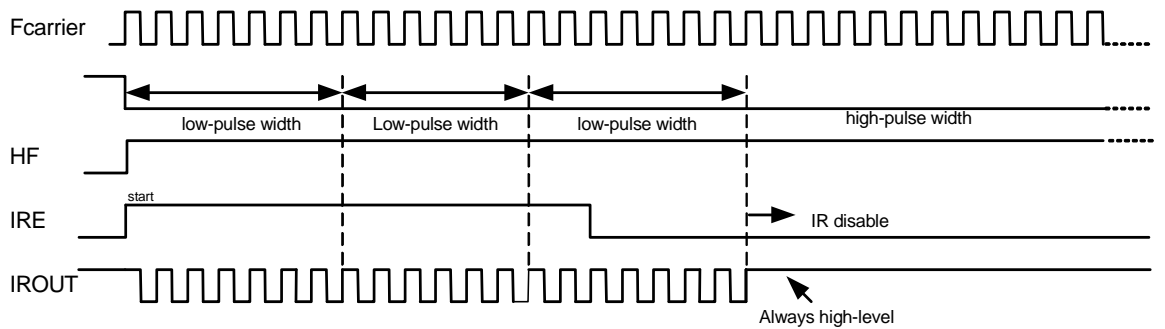 Fcarrier
low-pulse width
Low-pulse width
low-pulse width
high-pulse width
HF
start
IRE
IR disable
IROUT
Always high-level